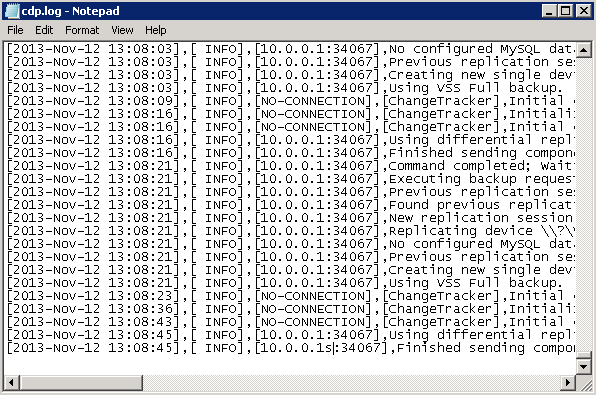 cdp.log - Notepad
File Edit Format View Help
[2013-Nov-12 13:08:03],[ INFO],[10.0.0.1:34067],No configured MySQL dat
[2013-Nov-12 13:08:03],[ INFO],[10.0.0.1:34067],Previous replication se
[2013-Nov-12 13:08:03],[ INFO],[10.0.0.1:34067],Creating new single dev
[2013-Nov-12 13:08:03],[ INFO],[10.0.0.1:34067],Using VSS Full backup.
[2013-Nov-12 13:08:09],[ INFO],[NO-CONNECTION],[ChangeTracker],Initial
[2013-Nov-12 13:08:16],[ INFO],[NO-CONNECTION],[ChangeTracker],Initiali
[2013-Nov-12 13:08:16],[ INFO],[NO-CONNECTION],[ChangeTracker],Initial
[2013-Nov-12 13:08:16],[ INFO],[10.0.0.1:34067],Using differential repl
[2013-Nov-12 13:08:16],[ INFO],[10.0.0.1:34067],Finished sending compon
[2013-Nov-12 13:08:21],[ INFO],[10.0.0.1:34067],Command completed; wait
[2013-Nov-12 13:08:21],[ INFO],[10.0.0.1:34067],Executing backup reques
[2013-Nov-12 13:08:21],[ INFO],[10.0.0.1:34067],Previous replication se
[2013-Nov-12 13:08:21],[ INFO],[10.0.0.1:34067],Found previous replicat
[2013-Nov-12 13:08:21],[ INFO],[10.0.0.1:34067],New replication session
[2013-Nov-12 13:08:21],[ INFO],[10.0.0.1:34067],Replicating device \\?\
[2013-Nov-12 13:08:21],[ INFO],[10.0.0.1:34067],No configured MySQL dat
[2013-Nov-12 13:08:21],[ INFO],[10.0.0.1:34067],Previous replication se
[2013-Nov-12 13:08:21],[ INFO],[10.0.0.1:34067],Creating new single dev
[2013-Nov-12 13:08:21],[ INFO],[10.0.0.1:34067],Using VSS Full backup.
[2013-Nov-12 13:08:23],[ INFO],[NO-CONNECTION],[ChangeTracker],Initial
[2013-Nov-12 13:08:36],[ INFO],[NO-CONNECTION],[ChangeTracker],Initial
[2013-Nov-12 13:08:43],[ INFO],[NO-CONNECTION],[ChangeTracker],Initial
[2013-Nov-12 13:08:45],[ INFO],[10.0.0.1:34067],Using differential repl
[2013-Nov-12 13:08:45],[ INFO],[10.0.0.1s:34067],Finished sending compo